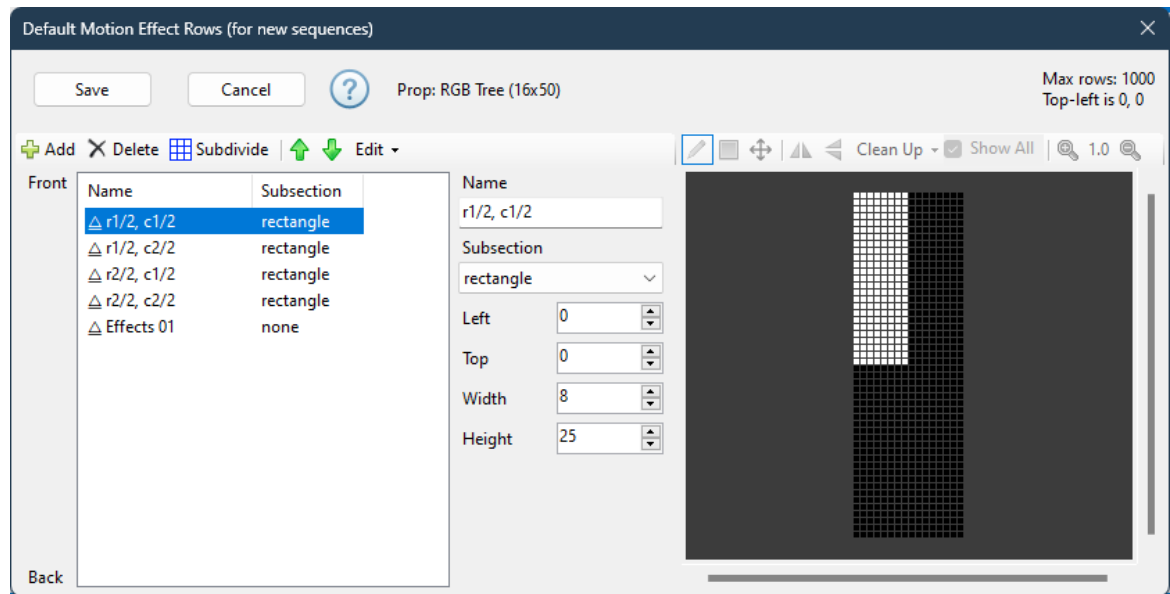 Default Motion Effect Rows (for new sequences)
Save
Cancel
?
Prop: RGB Tree (16x50)
Max rows: 1000
Top-left is 0, 0
Add
Delete
Subdivide
Edit
Clean Up
Show All
1.0
Front
Name Subsection
r1/2, c1/2 rectangle
r1/2, c2/2 rectangle
r2/2, c1/2 rectangle
r2/2, c2/2 rectangle
Effects 01 none
Back
Name
r1/2, c1/2
Subsection
rectangle
Left 0
Top 0
Width 8
Height 25